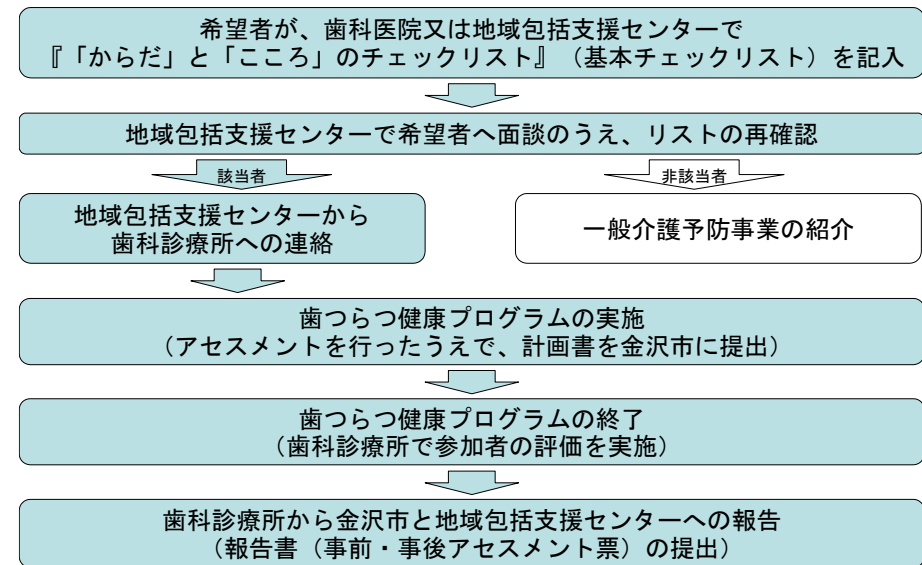 希望者が、歯科医院又は地域包括支援センターで
『「からだ」と「こころ」のチェックリスト』（基本チェックリスト）を記入
地域包括支援センターで希望者へ面談のうえ、リストの再確認
該当者
非該当者
地域包括支援センターから
歯科診療所への連絡
一般介護予防事業の紹介
歯つらつ健康プログラムの実施
（アセスメントを行ったうえで、計画書を金沢市に提出）
歯つらつ健康プログラムの終了
（歯科診療所で参加者の評価を実施）
歯科診療所から金沢市と地域包括支援センターへの報告
（報告書（事前・事後アセスメント票）の提出）